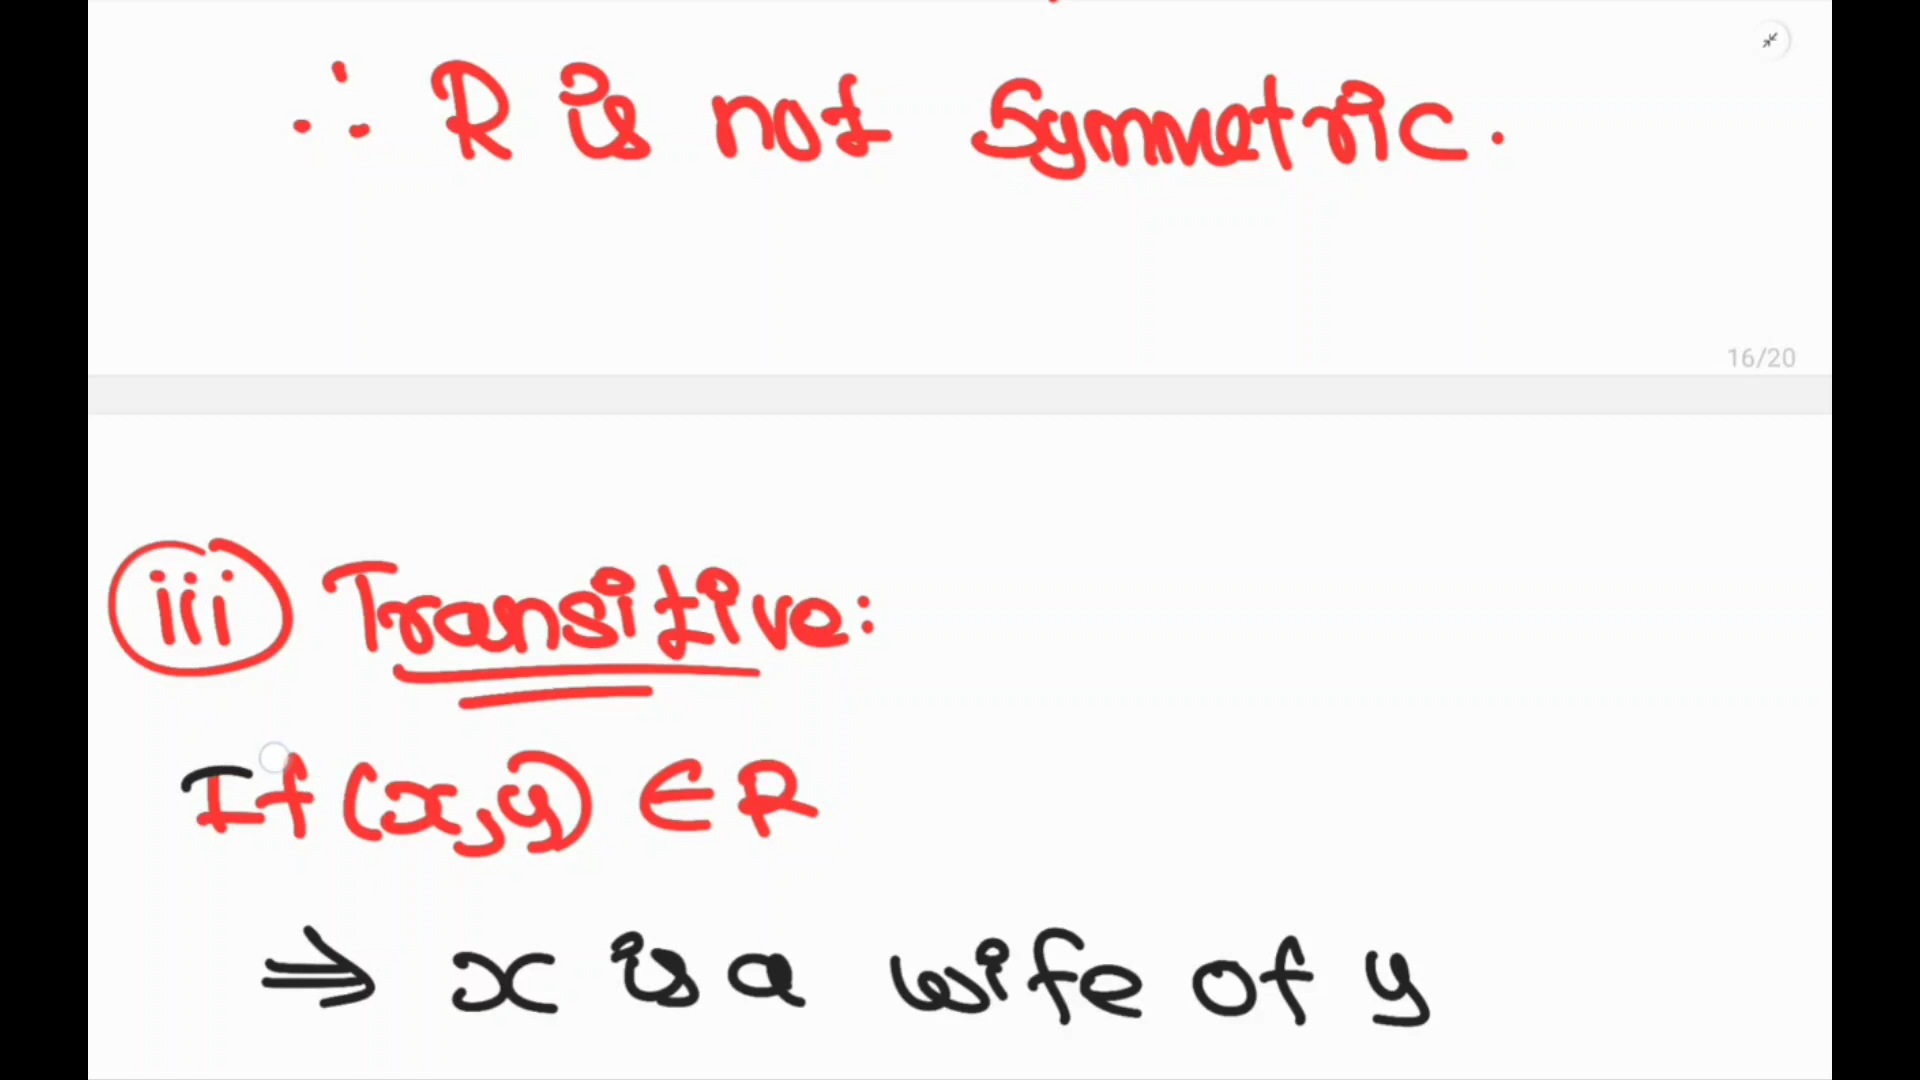 ∴ R is not Symmetric.
16/20
iii Transitive:
If (x,y) ∈ R
⇒ x is a wife of y